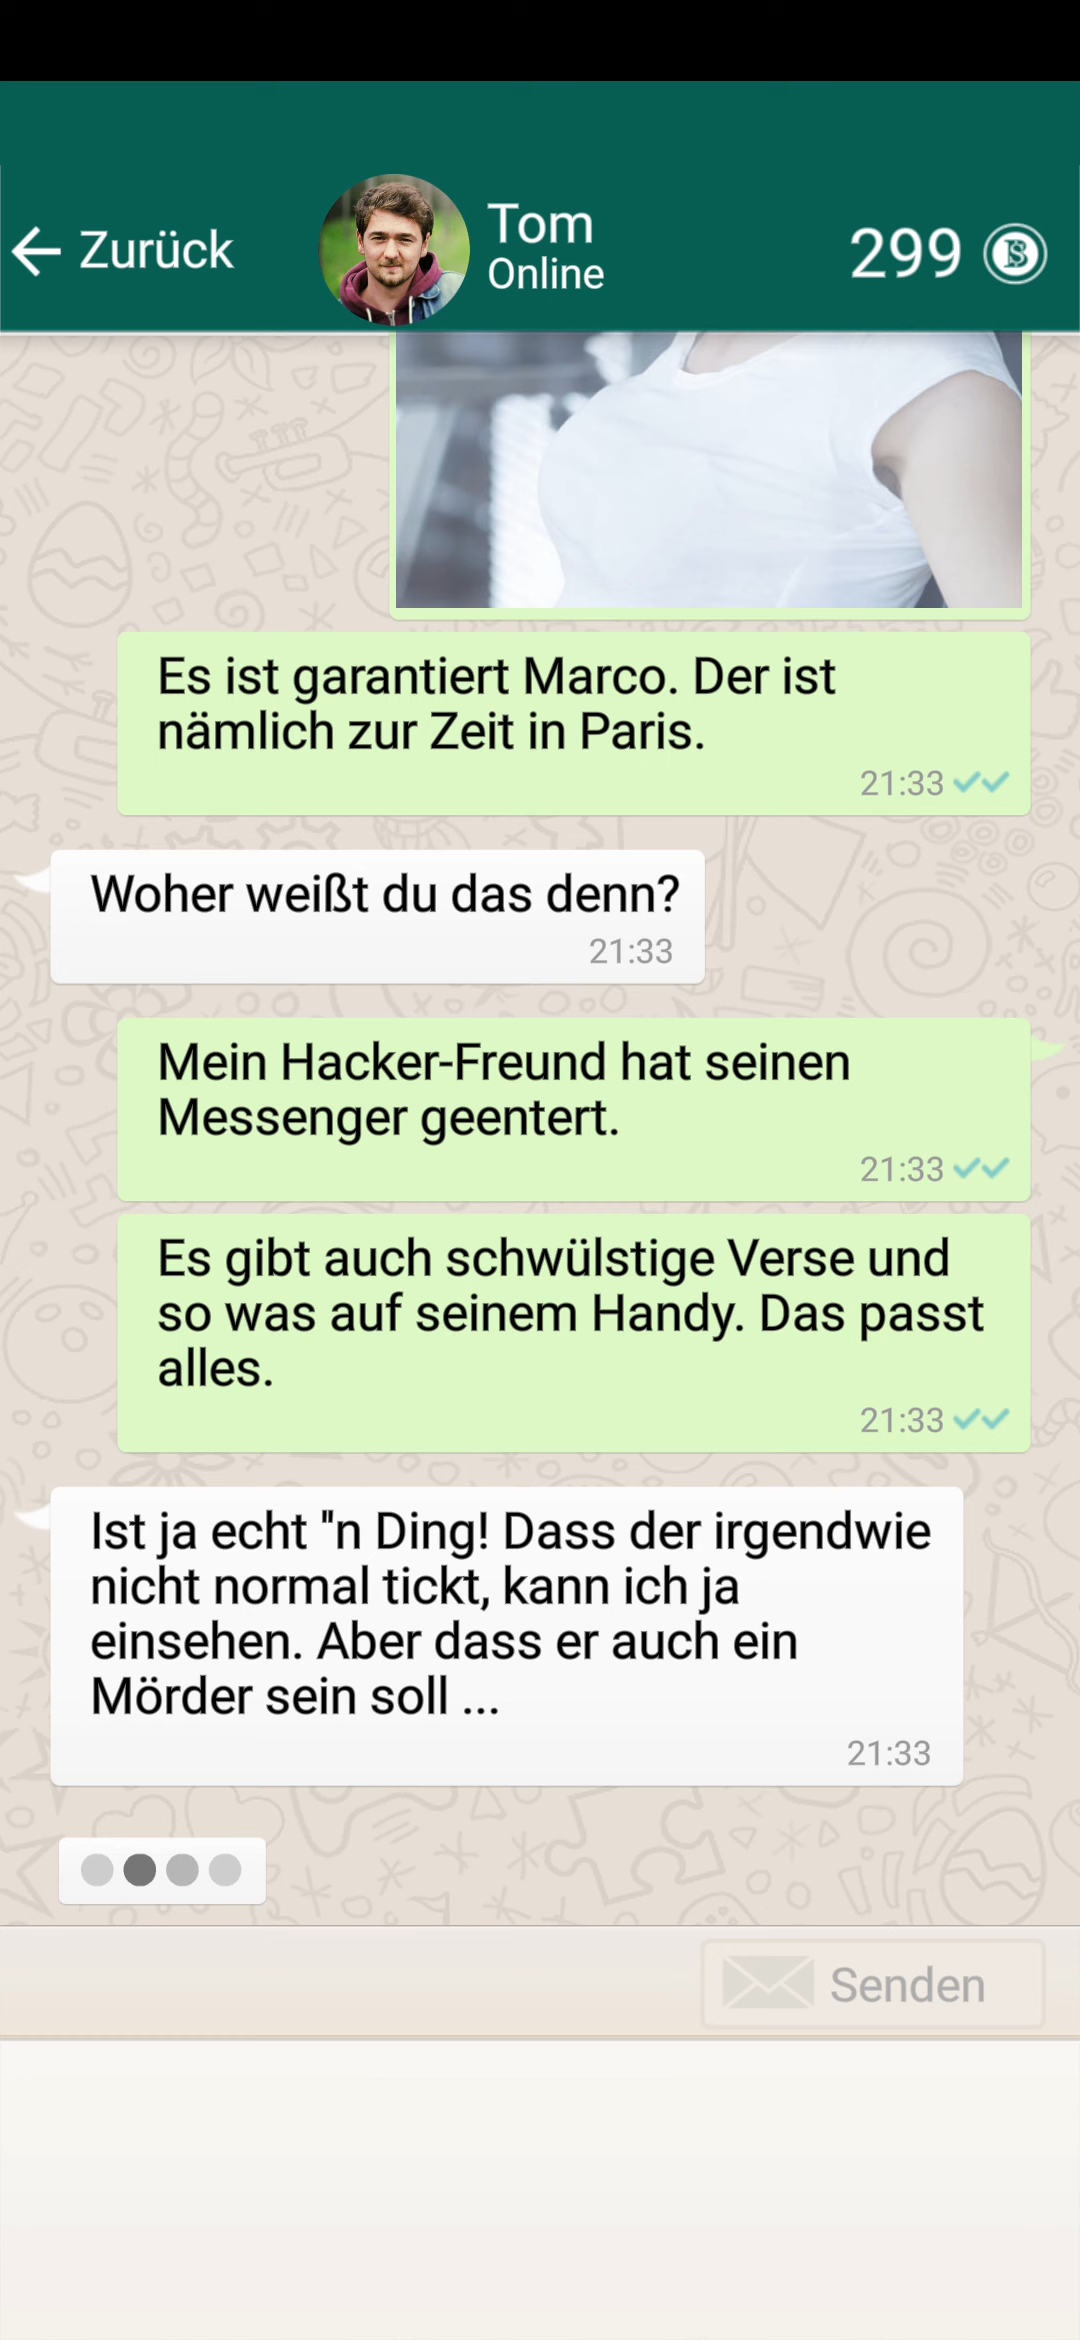 Zurück
Tom
Online
299
Es ist garantiert Marco. Der ist
nämlich zur Zeit in Paris.
21:33
Woher weißt du das denn?
21:33
Mein Hacker-Freund hat seinen
Messenger geentert.
21:33
Es gibt auch schwülstige Verse und
so was auf seinem Handy. Das passt
alles.
21:33
Ist ja echt "n Ding! Dass der irgendwie
nicht normal tickt, kann ich ja
einsehen. Aber dass er auch ein
Mörder sein soll ...
21:33
Senden